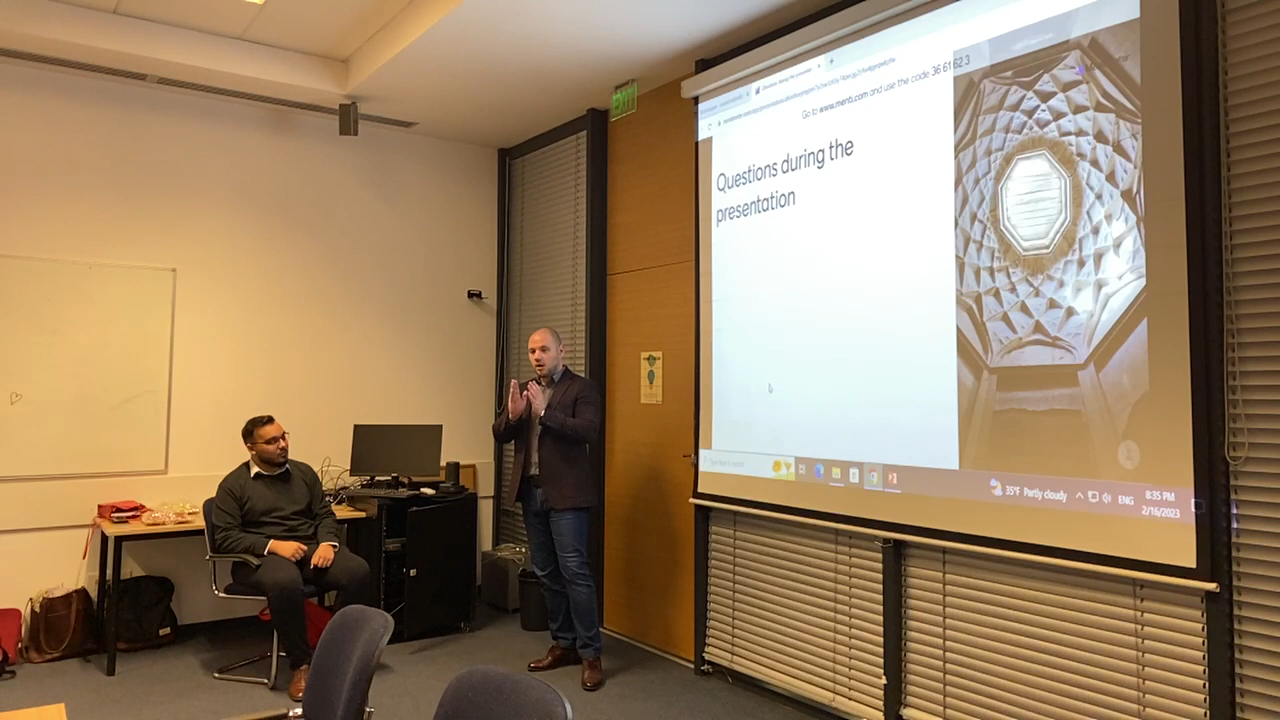 EXIT
Go to www.menti.com and use the code 36 61 62 3
Questions during the
presentation
35°F Partly cloudy
ENG
8:35 PM
2/16/2023